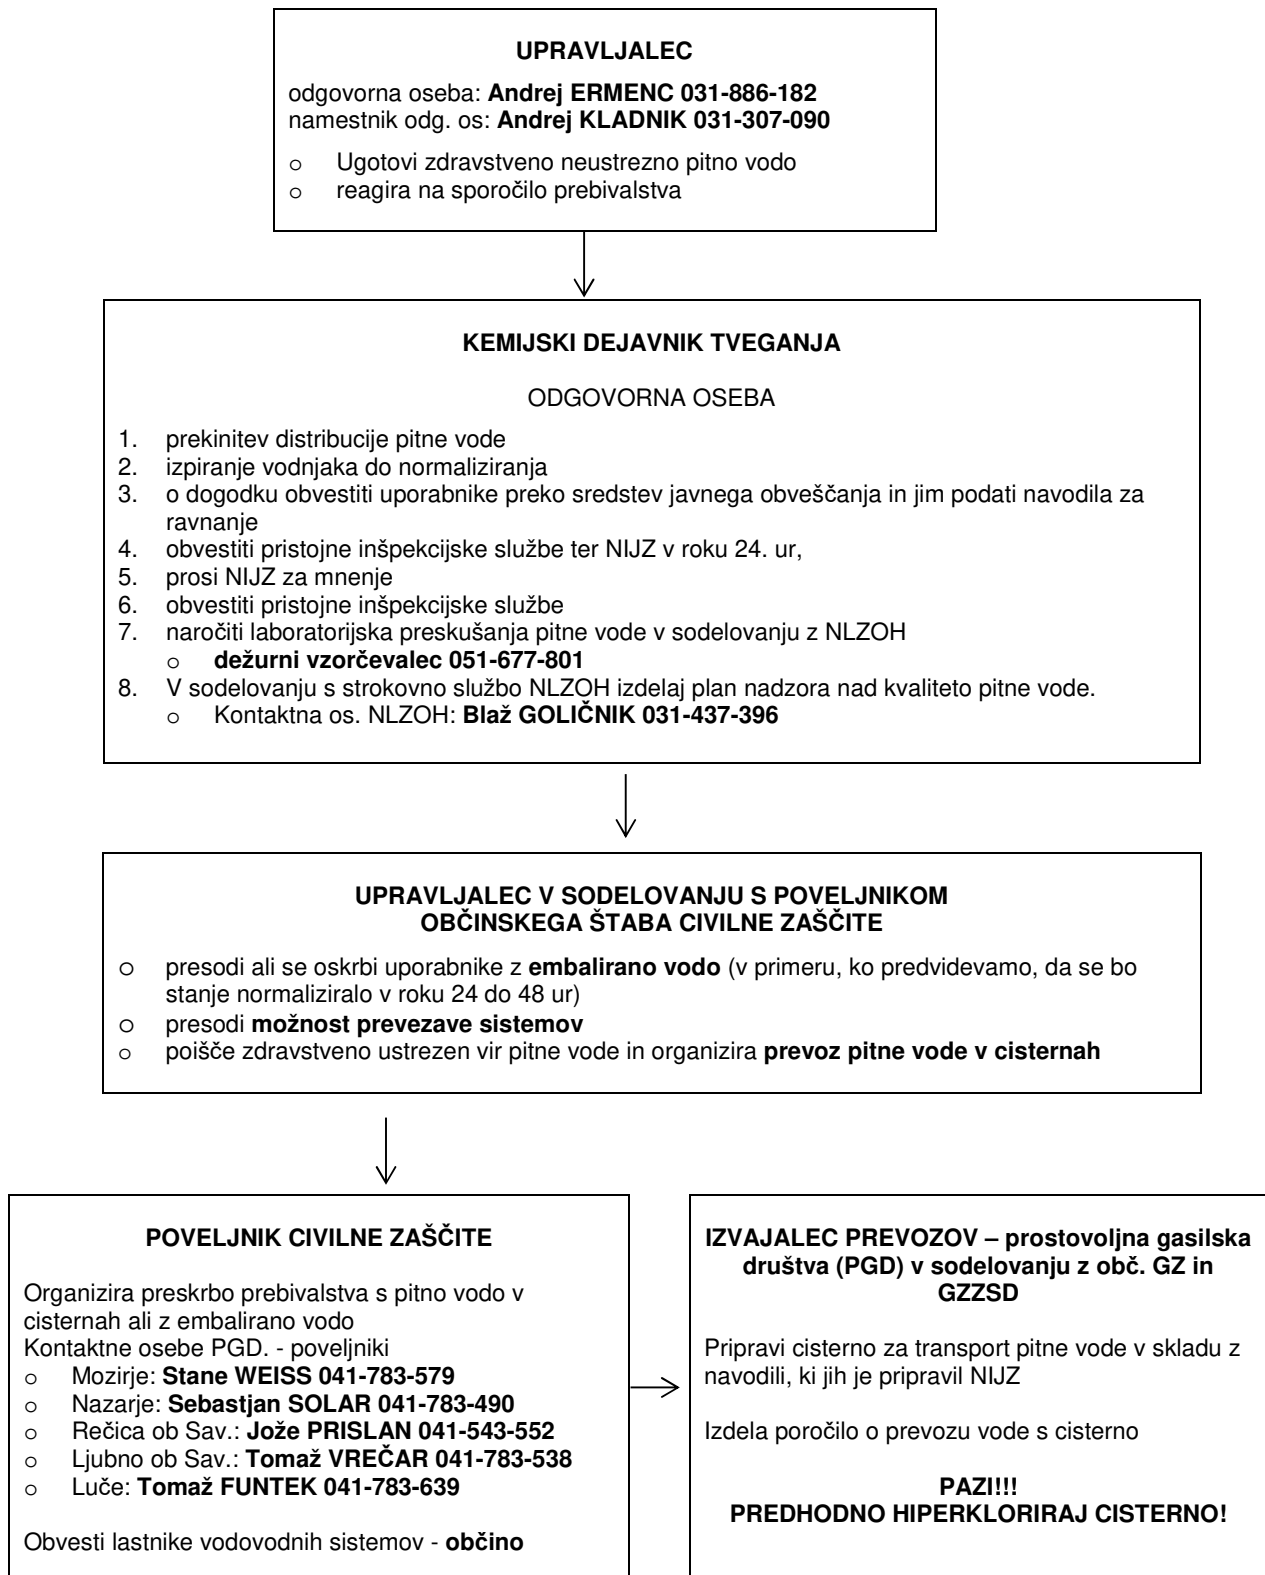 UPRAVLJALEC
odgovorna oseba: Andrej ERMENC 031-886-182
namestnik odg. os: Andrej KLADNIK 031-307-090
o Ugotovi zdravstveno neustrezno pitno vodo
o reagira na sporočilo prebivalstva
KEMIJSKI DEJAVNIK TVEGANJA
ODGOVORNA OSEBA
1. prekinitev distribucije pitne vode
2. izpiranje vodnjaka do normaliziranja
3. o dogodku obvestiti uporabnike preko sredstev javnega obveščanja in jim podati navodila za
ravnanje
4. obvestiti pristojne inšpekcijske službe ter NIJZ v roku 24. ur,
5. prosi NIJZ za mnenje
6. obvestiti pristojne inšpekcijske službe
7. naročiti laboratorijska preskušanja pitne vode v sodelovanju z NLZOH
o dežurni vzorčevalec 051-677-801
8. V sodelovanju s strokovno službo NLZOH izdelaj plan nadzora nad kvaliteto pitne vode.
o Kontaktna os. NLZOH: Blaž GOLIČNIK 031-437-396
UPRAVLJALEC V SODELOVANJU S POVELJNIKOM
OBČINSKEGA ŠTABA CIVILNE ZAŠČITE
o presodi ali se oskrbi uporabnike z embalirano vodo (v primeru, ko predvidevamo, da se bo
stanje normaliziralo v roku 24 do 48 ur)
o presodi možnost prevezave sistemov
o poišče zdravstveno ustrezen vir pitne vode in organizira prevoz pitne vode v cisternah
POVELJNIK CIVILNE ZAŠČITE
Organizira preskrbo prebivalstva s pitno vodo v
cisternah ali z embalirano vodo
Kontaktne osebe PGD. - poveljniki
o Mozirje: Stane WEISS 041-783-579
o Nazarje: Sebastjan SOLAR 041-783-490
o Rečica ob Sav.: Jože PRISLAN 041-543-552
o Ljubno ob Sav.: Tomaž VREČAR 041-783-538
o Luče: Tomaž FUNTEK 041-783-639
Obvesti lastnike vodovodnih sistemov - občino
IZVAJALEC PREVOZOV – prostovoljna gasilska
društva (PGD) v sodelovanju z obč. GZ in
GZZSD
Pripravi cisterno za transport pitne vode v skladu z
navodili, ki jih je pripravil NIJZ
Izdela poročilo o prevozu vode s cisterno
PAZI!!!
PREDHODNO HIPERKLORIRAJ CISTERNO!